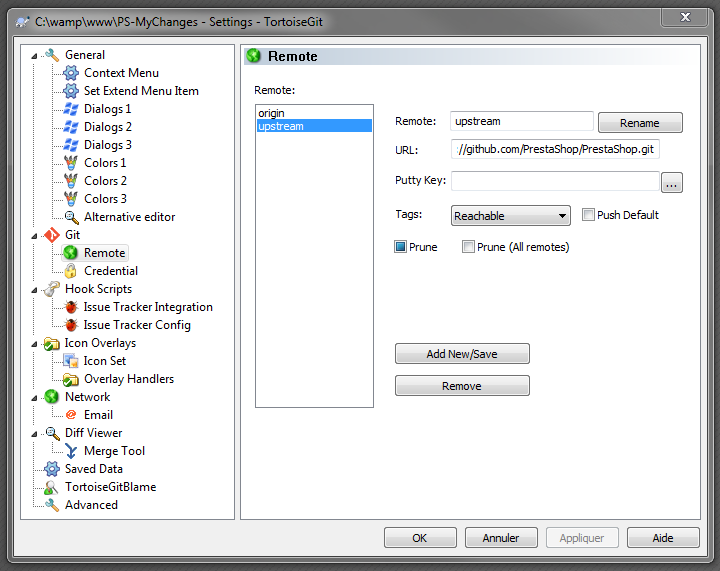 C:\wamp\www\PS-MyChanges - Settings - TortoiseGit
General
Context Menu
Set Extend Menu Item
Dialogs 1
Dialogs 2
Dialogs 3
Colors 1
Colors 2
Colors 3
Alternative editor
Git
Remote
Credential
Hook Scripts
Issue Tracker Integration
Issue Tracker Config
Icon Overlays
Icon Set
Overlay Handlers
Network
Email
Diff Viewer
Merge Tool
Saved Data
TortoiseGitBlame
Advanced
Remote
Remote:
origin
upstream
Remote: upstream Rename
URL: ://github.com/PrestaShop/PrestaShop.git
Putty Key: ...
Tags: Reachable Push Default
Prune Prune (All remotes)
Add New/Save
Remove
OK Annuler Appliquer Aide